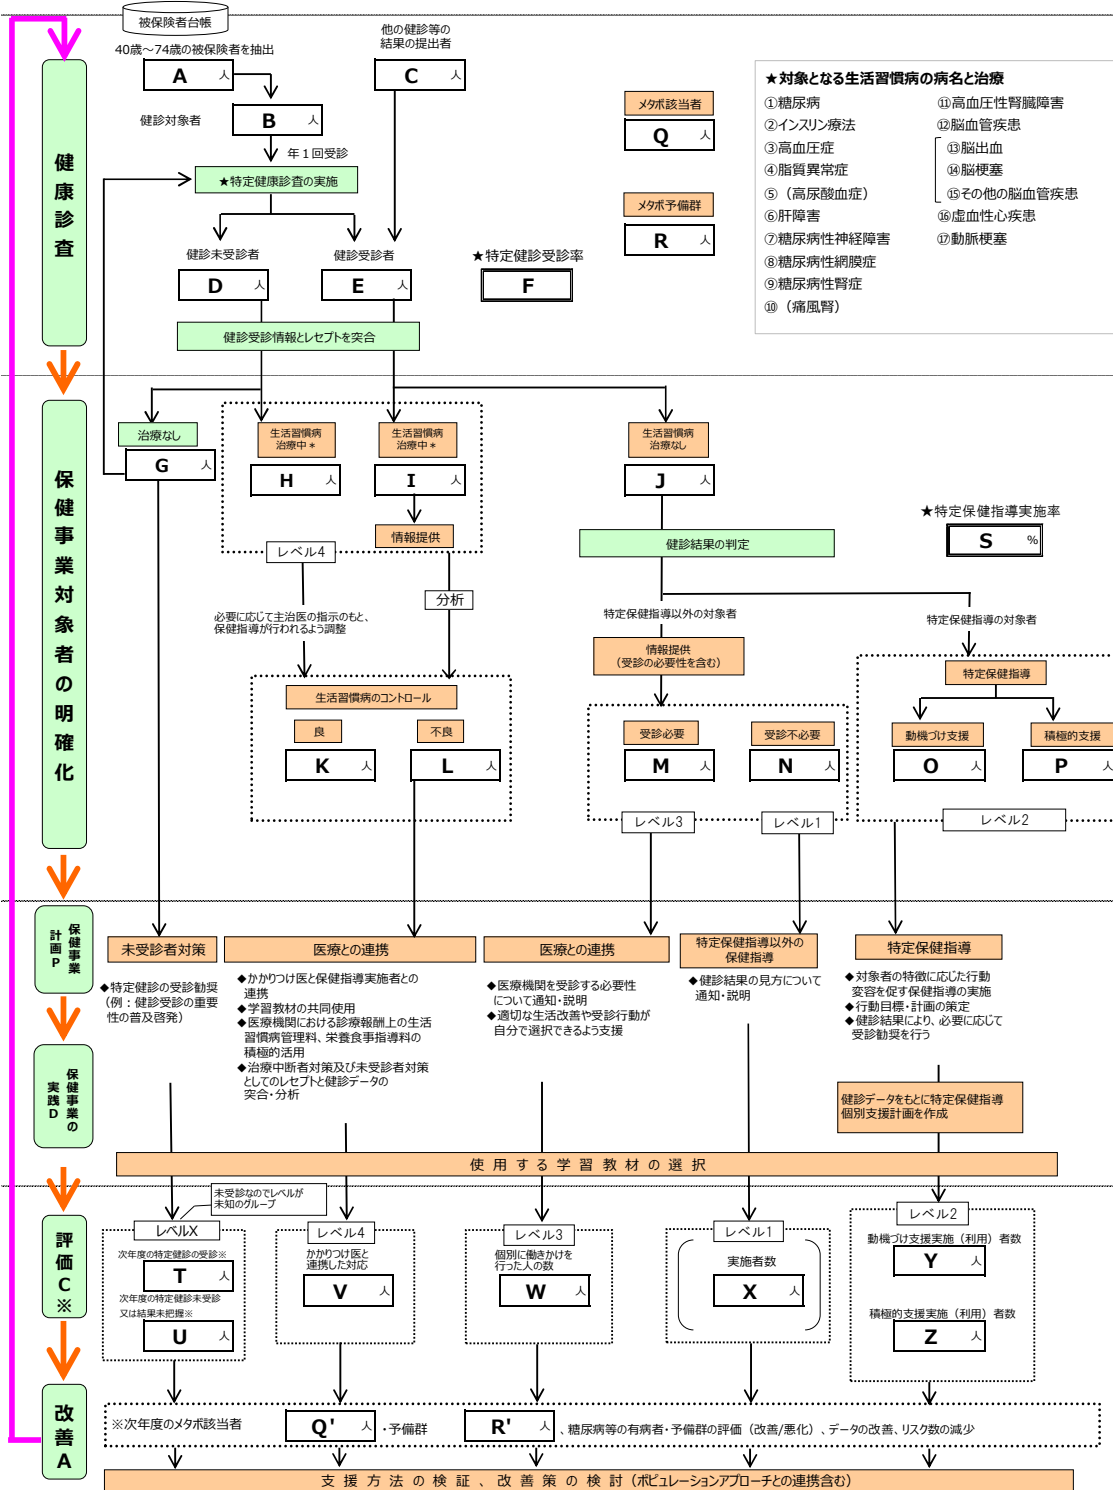 被保険者台帳
40歳～74歳の被保険者を抽出
A 人
他の健診等の
結果の提出者
C 人
健診対象者
B 人
年１回受診
★特定健康診査の実施
健診未受診者
D 人
健診受診者
E 人
★特定健診受診率
F
メタボ該当者
Q 人
メタボ予備群
R 人
★対象となる生活習慣病の病名と治療
①糖尿病
②インスリン療法
③高血圧症
④脂質異常症
⑤（高尿酸血症）
⑥肝障害
⑦糖尿病性神経障害
⑧糖尿病性網膜症
⑨糖尿病性腎症
⑩（痛風腎）
⑪高血圧性腎臓障害
⑫脳血管疾患
⑬脳出血
⑭脳梗塞
⑮その他の脳血管疾患
⑯虚血性心疾患
⑰動脈梗塞
健診受診情報とレセプトを突合
健康診査
保健事業対象者の明確化
治療なし
G 人
生活習慣病
治療中＊
H 人
生活習慣病
治療中＊
I 人
情報提供
レベル4
生活習慣病
治療なし
J 人
健診結果の判定
★特定保健指導実施率
S %
分析
必要に応じて主治医の指示のもと、
保健指導が行われるよう調整
特定保健指導以外の対象者
情報提供
（受診の必要性を含む）
特定保健指導の対象者
特定保健指導
生活習慣病のコントロール
良
K 人
不良
L 人
受診必要
M 人
受診不必要
N 人
動機づけ支援
O 人
積極的支援
P 人
レベル3
レベル1
レベル2
保健事業
計画P
未受診者対策
◆特定健診の受診勧奨
（例：健診受診の重要
性の普及啓発）
医療との連携
◆かかりつけ医と保健指導実施者との
連携
◆学習教材の共同使用
◆医療機関における診療報酬上の生活
習慣病管理料、栄養食事指導料の
積極的活用
◆治療中断者対策及び未受診者対策
としてのレセプトと健診データの
突合・分析
医療との連携
◆医療機関を受診する必要性
について通知・説明
◆適切な生活改善や受診行動が
自分で選択できるよう支援
特定保健指導以外の
保健指導
◆健診結果の見方について
通知・説明
特定保健指導
◆対象者の特徴に応じた行動
変容を促す保健指導の実施
◆行動目標・計画の策定
◆健診結果により、必要に応じて
受診勧奨を行う
保健事業の
実践D
健診データをもとに特定保健指導
個別支援計画を作成
使用する学習教材の選択
評価C※
未受診なのでレベルが
未知のグループ
レベルX
次年度の特定健診の受診※
T 人
次年度の特定健診未受診
又は結果未把握※
U 人
レベル4
かかりつけ医と
連携した対応
V 人
レベル3
個別に働きかけを
行った人の数
W 人
レベル1
実施者数
X 人
レベル2
動機づけ支援実施（利用）者数
Y 人
積極的支援実施（利用）者数
Z 人
改善A
※次年度のメタボ該当者 Q' 人 ・予備群 R' 人 、糖尿病等の有病者・予備群の評価（改善/悪化）、データの改善、リスク数の減少
支援方法の検証、改善策の検討（ポピュレーションアプローチとの連携含む）